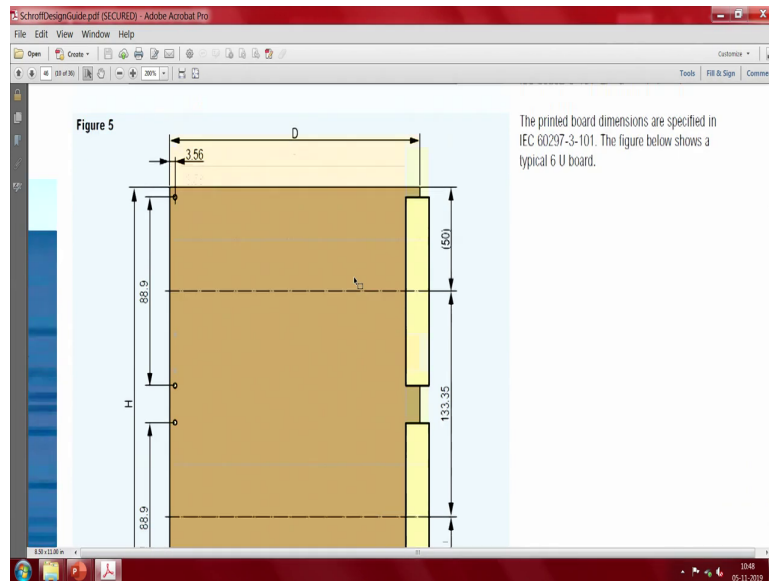 SchroffDesignGuide.pdf (SECURED) - Adobe Acrobat Pro
File Edit View Window Help
Open Create Customize
46 (10 of 36) 200% Tools Fill & Sign Comme
Figure 5
The printed board dimensions are specified in
IEC 60297-3-101. The figure below shows a
typical 6 U board.
D
3.56
(50)
88.9
133.35
H
88.9
8.50 x 11.00 in
10:48
05-11-2019